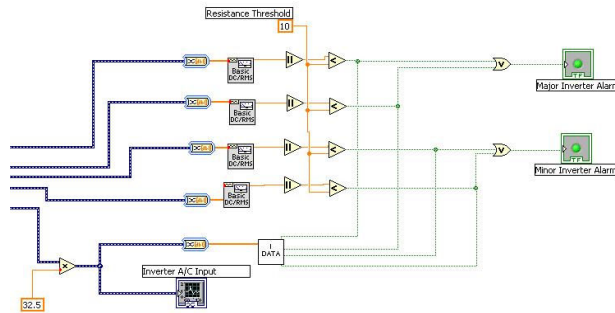 Resistance Threshold
10
Basic
DC/RMS
Major Inverter Alarm
Basic
DC/RMS
Basic
DC/RMS
Minor Inverter Alarm
Basic
DC/RMS
I
DATA
Inverter A/C Input
32.5